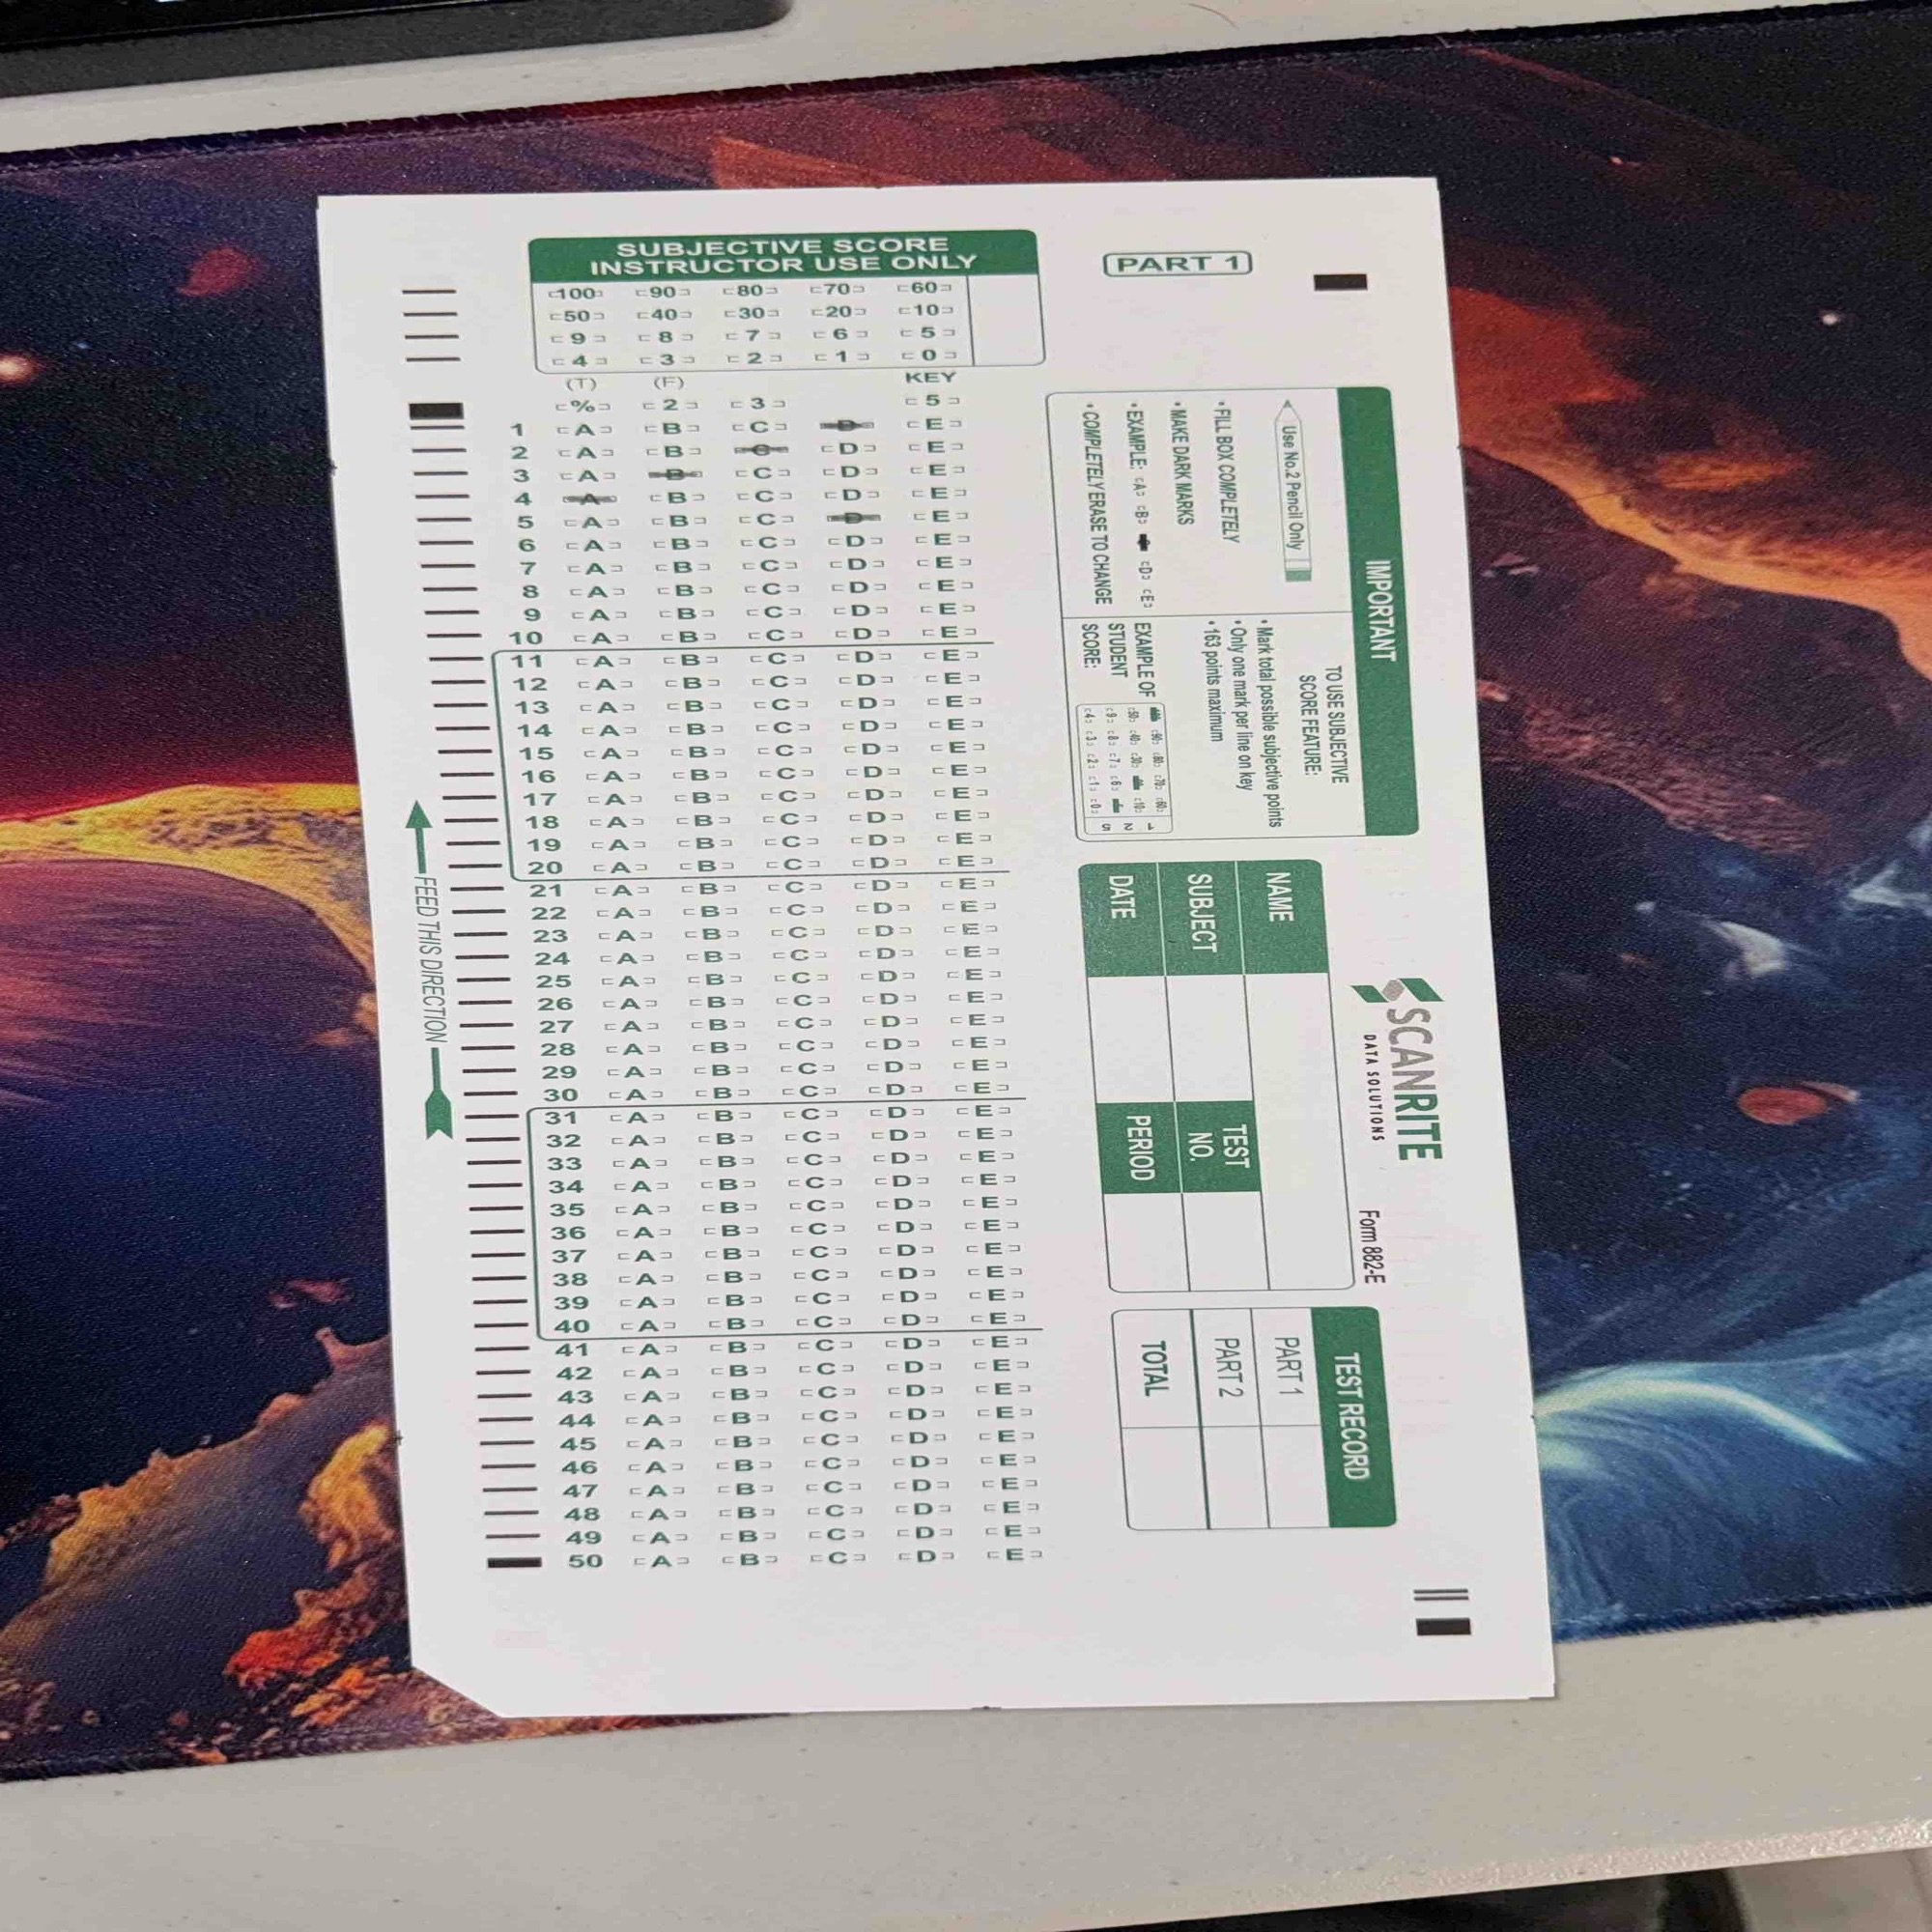 SUBJECTIVE SCORE
INSTRUCTOR USE ONLY
100 90 80 70 60
50 40 30 20 10
9 8 7 6 5
4 3 2 1 0
(T) (F) KEY
% 2 3 5
1 A B C D E
2 A B C D E
3 A B C D E
4 A B C D E
5 A B C D E
6 A B C D E
7 A B C D E
8 A B C D E
9 A B C D E
10 A B C D E
11 A B C D E
12 A B C D E
13 A B C D E
14 A B C D E
15 A B C D E
16 A B C D E
17 A B C D E
18 A B C D E
19 A B C D E
20 A B C D E
21 A B C D E
22 A B C D E
23 A B C D E
24 A B C D E
25 A B C D E
26 A B C D E
27 A B C D E
28 A B C D E
29 A B C D E
30 A B C D E
31 A B C D E
32 A B C D E
33 A B C D E
34 A B C D E
35 A B C D E
36 A B C D E
37 A B C D E
38 A B C D E
39 A B C D E
40 A B C D E
41 A B C D E
42 A B C D E
43 A B C D E
44 A B C D E
45 A B C D E
46 A B C D E
47 A B C D E
48 A B C D E
49 A B C D E
50 A B C D E
FEED THIS DIRECTION
PART 1
IMPORTANT
Use No.2 Pencil Only
• FILL BOX COMPLETELY
• MAKE DARK MARKS
• EXAMPLE: A B D E
• COMPLETELY ERASE TO CHANGE
TO USE SUBJECTIVE
SCORE FEATURE:
• Mark total possible subjective points
• Only one mark per line on key
• 163 points maximum
EXAMPLE OF
STUDENT
SCORE:
90 80 70 60 1
50 40 30 10 2
9 8 7 6 5
4 3 2 1 0
SCANRITE
DATA SOLUTIONS
Form 882-E
NAME
SUBJECT
TEST
NO.
DATE
PERIOD
TEST RECORD
PART 1
PART 2
TOTAL